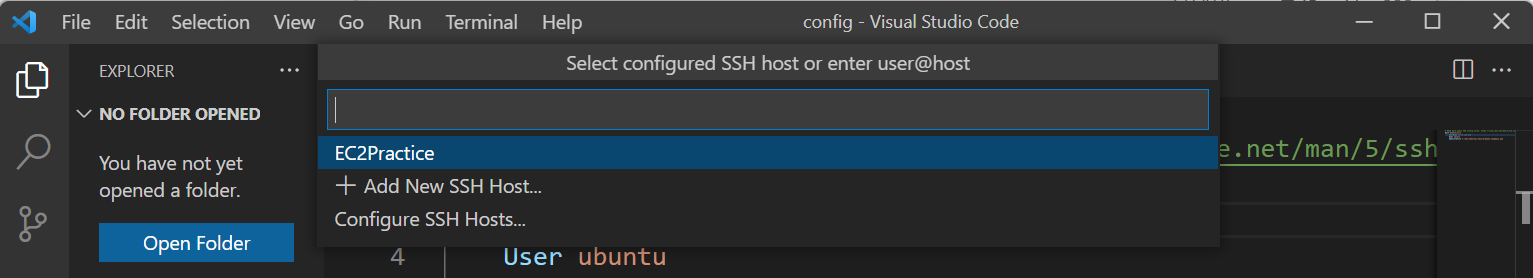 File Edit Selection View Go Run Terminal Help config - Visual Studio Code
EXPLORER
Select configured SSH host or enter user@host
NO FOLDER OPENED
You have not yet
opened a folder.
Open Folder
EC2Practice
Add New SSH Host...
Configure SSH Hosts...
e.net/man/5/ssh
4 User ubuntu